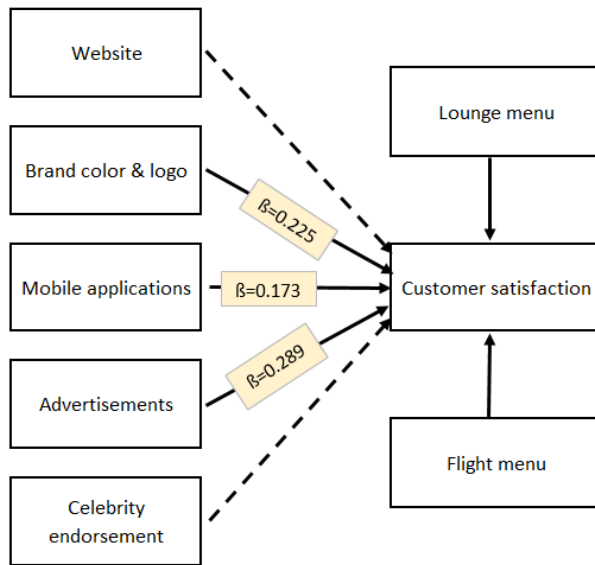 Website
Lounge menu
Brand color & logo
ß=0.225
Mobile applications
ß=0.173
Customer satisfaction
ß=0.289
Advertisements
Flight menu
Celebrity
endorsement